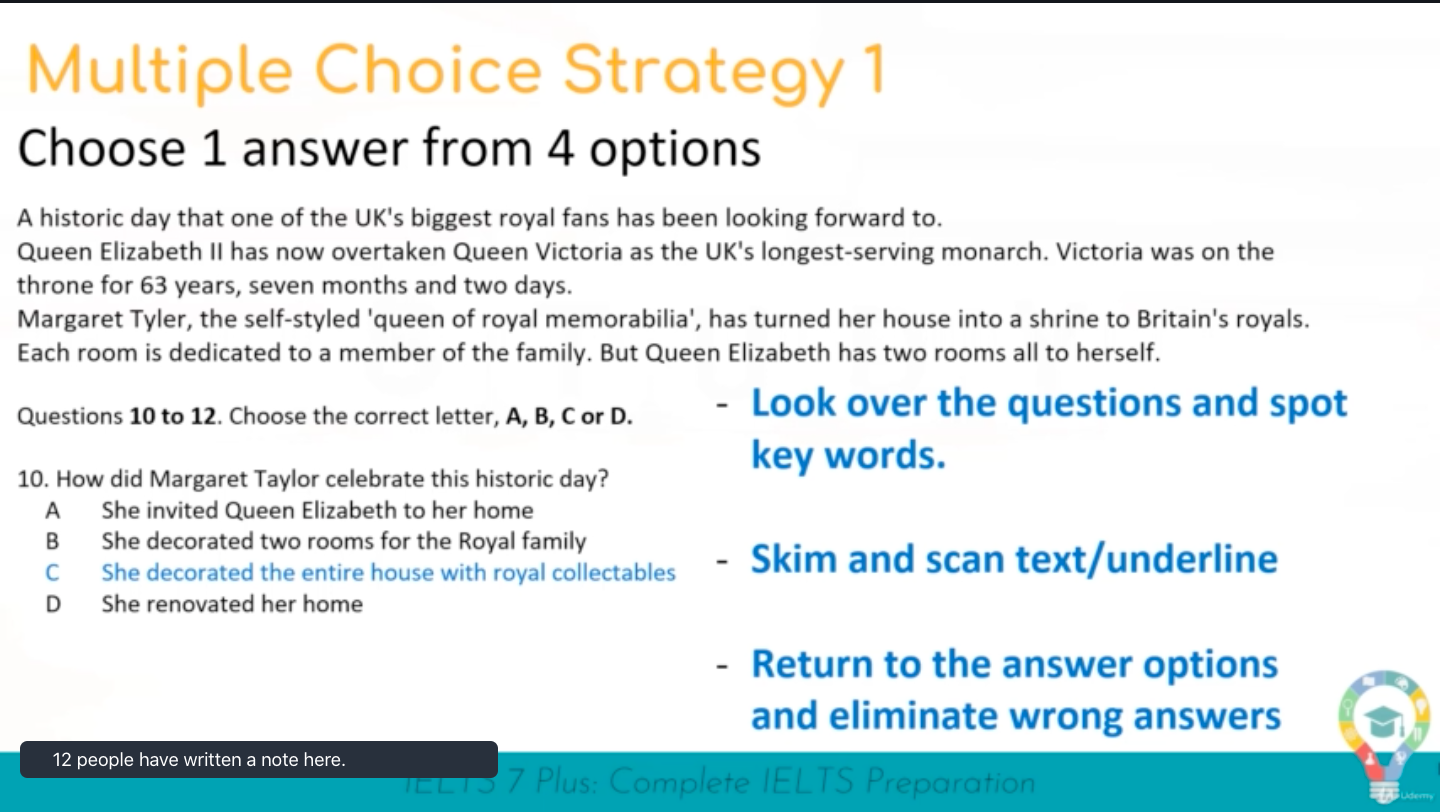 Multiple Choice Strategy 1
Choose 1 answer from 4 options
A historic day that one of the UK's biggest royal fans has been looking forward to.
Queen Elizabeth II has now overtaken Queen Victoria as the UK's longest-serving monarch. Victoria was on the
throne for 63 years, seven months and two days.
Margaret Tyler, the self-styled 'queen of royal memorabilia', has turned her house into a shrine to Britain's royals.
Each room is dedicated to a member of the family. But Queen Elizabeth has two rooms all to herself.
Questions 10 to 12. Choose the correct letter, A, B, C or D.
10. How did Margaret Taylor celebrate this historic day?
A She invited Queen Elizabeth to her home
B She decorated two rooms for the Royal family
C She decorated the entire house with royal collectables
D She renovated her home
- Look over the questions and spot
key words.
- Skim and scan text/underline
- Return to the answer options
and eliminate wrong answers
12 people have written a note here.
IELTS 7 Plus: Complete IELTS Preparation
Udemy